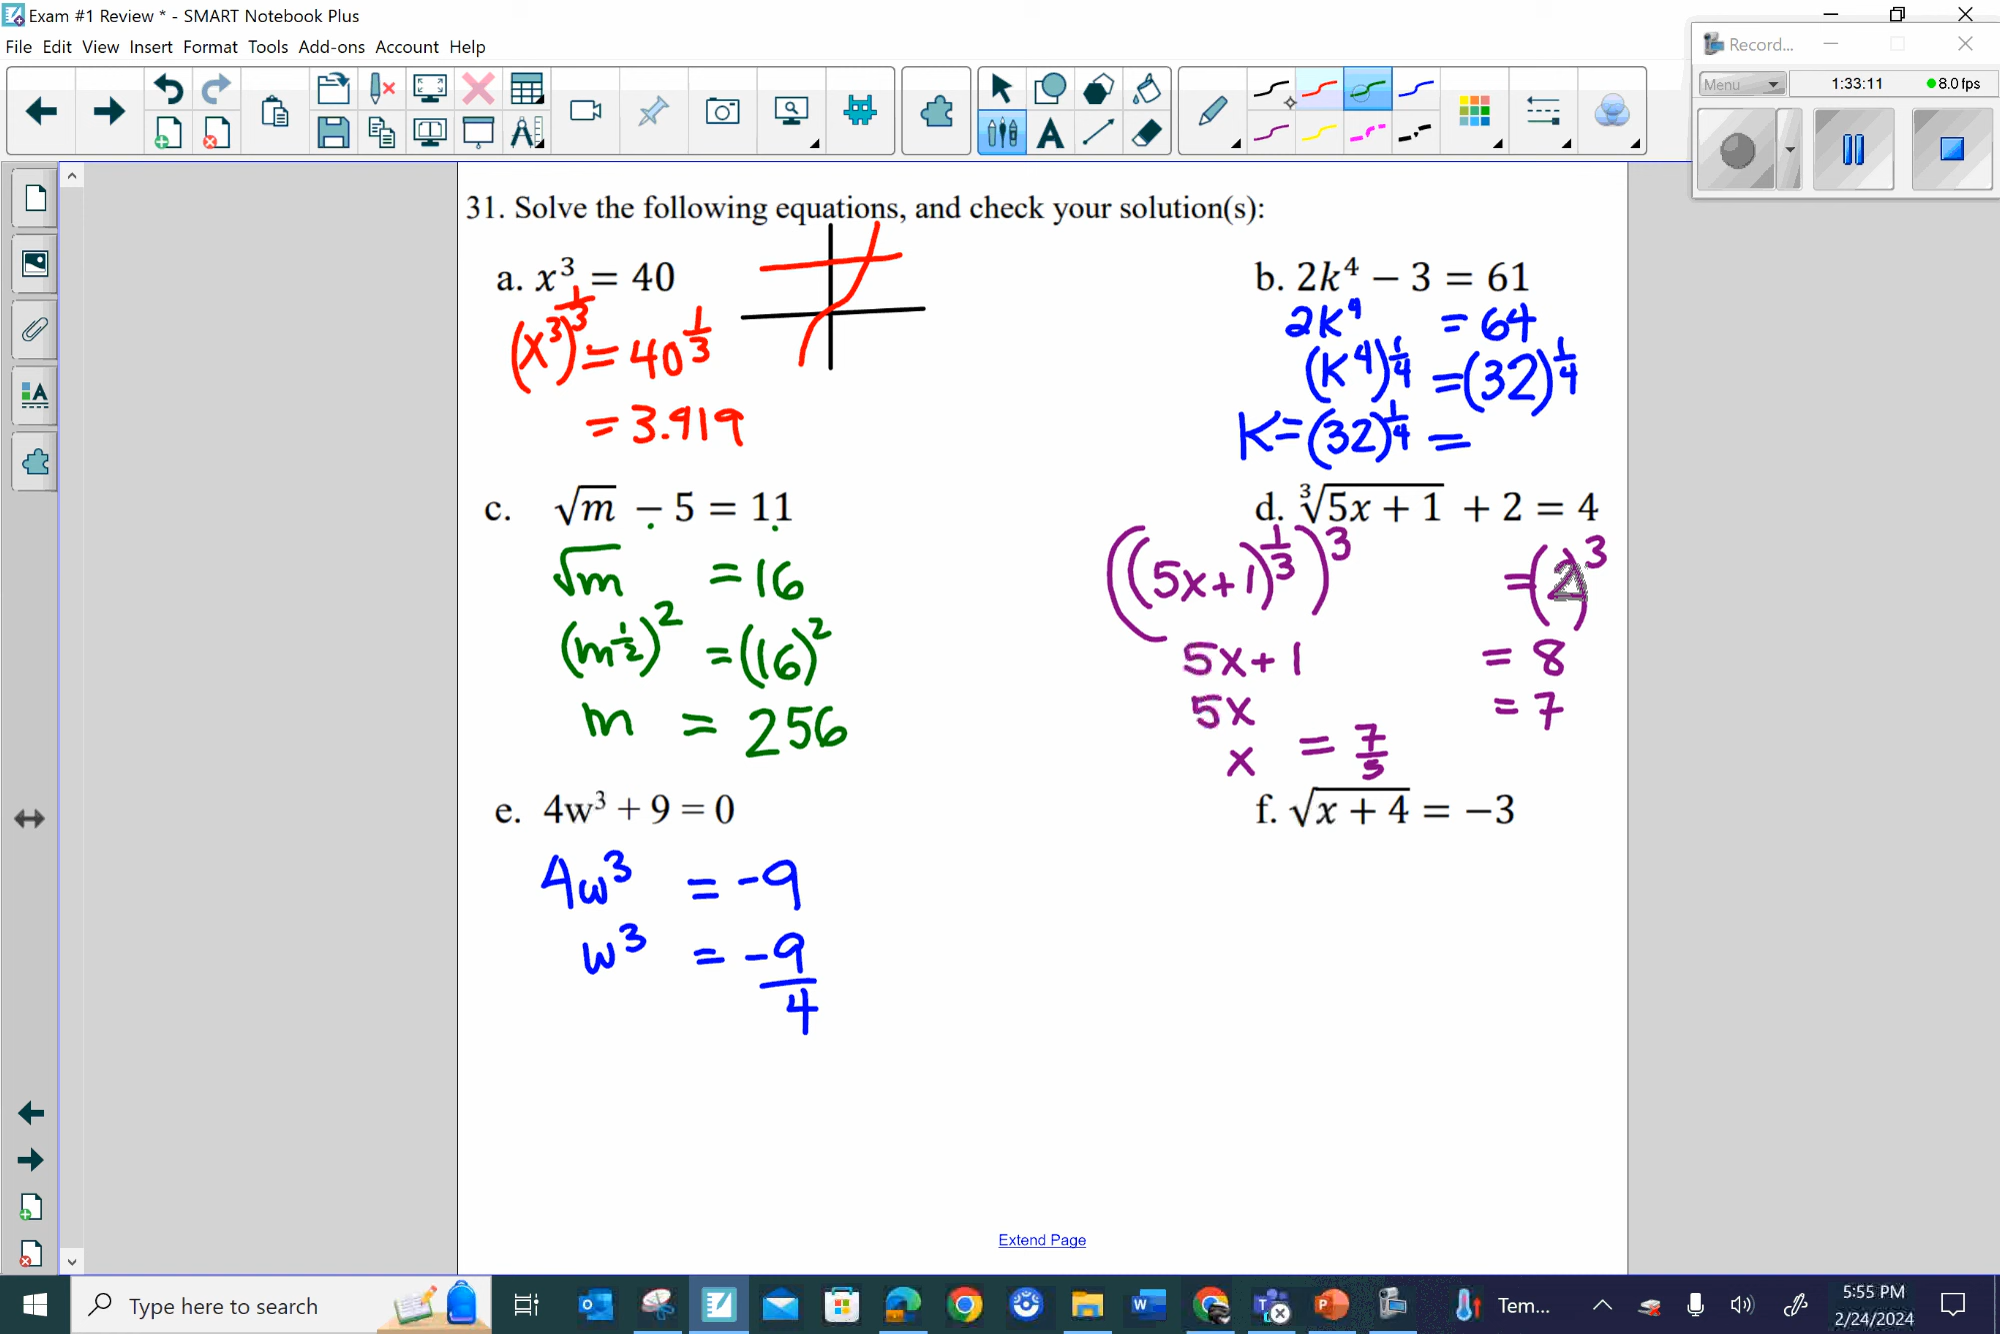 Exam #1 Review * - SMART Notebook Plus
File Edit View Insert Format Tools Add-ons Account Help
Record...
Menu
1:33:11
8.0 fps
31. Solve the following equations, and check your solution(s):
a. x³ = 40
(x³)^(1/3) = 40^(1/3)
= 3.919
b. 2k⁴ − 3 = 61
2K⁴ = 64
(K⁴)^(1/4) = (32)^(1/4)
K = (32)^(1/4) =
c. √m − 5 = 11
√m = 16
(m^(1/2))² = (16)²
m = 256
d. ³√(5x + 1) + 2 = 4
((5x+1)^(1/3))³ = (2)³
5x+1 = 8
5x = 7
x = 7/5
e. 4w³ + 9 = 0
4w³ = -9
w³ = -9/4
f. √(x + 4) = −3
Extend Page
Type here to search
Tem...
5:55 PM
2/24/2024